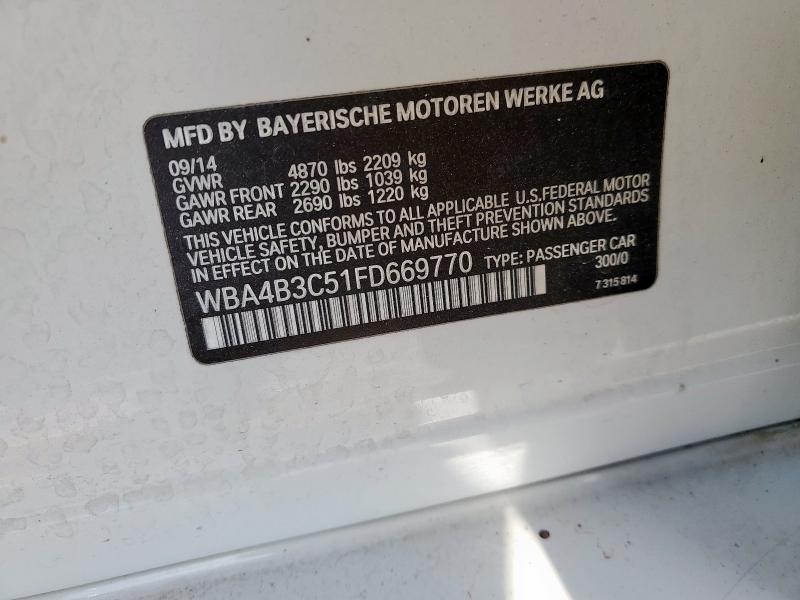 MFD BY BAYERISCHE MOTOREN WERKE AG
09/14
GVWR 4870 lbs 2209 kg
GAWR FRONT 2290 lbs 1039 kg
GAWR REAR 2690 lbs 1220 kg
THIS VEHICLE CONFORMS TO ALL APPLICABLE U.S.FEDERAL MOTOR
VEHICLE SAFETY, BUMPER AND THEFT PREVENTION STANDARDS
IN EFFECT ON THE DATE OF MANUFACTURE SHOWN ABOVE.
WBA4B3C51FD669770 TYPE: PASSENGER CAR
300/0
7 315 814